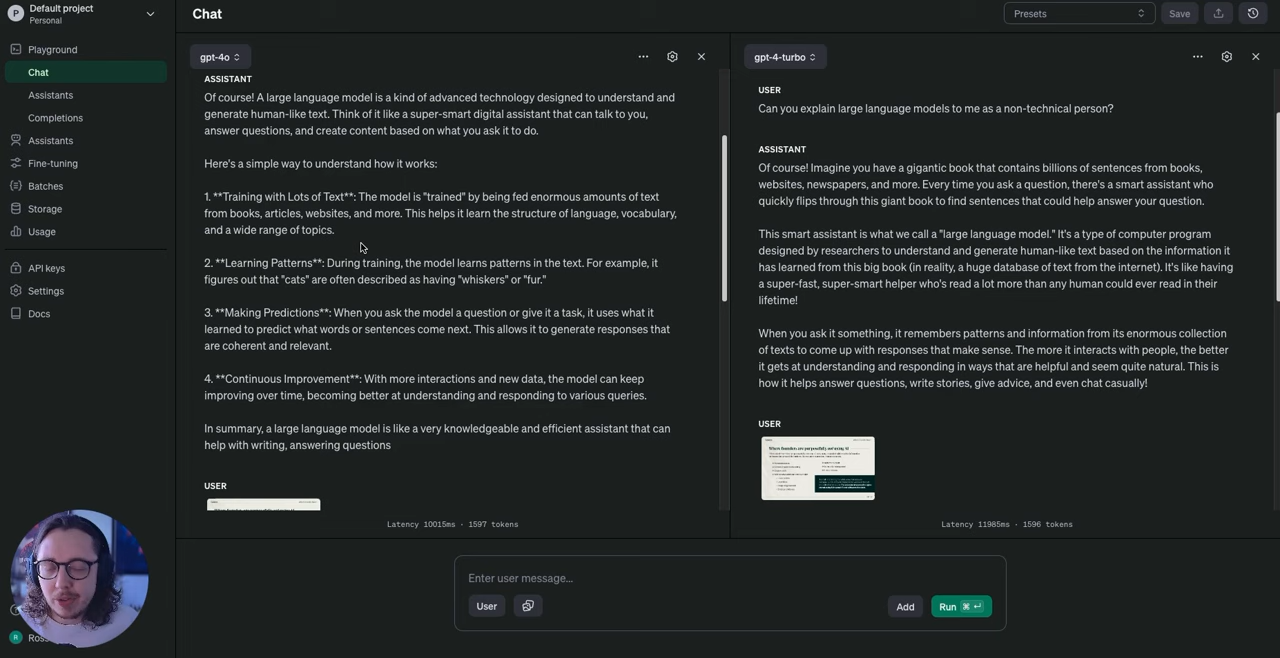 P
Default project
Personal
Playground
Chat
Assistants
Completions
Assistants
Fine-tuning
Batches
Storage
Usage
API keys
Settings
Docs
R
Ross
Chat
Presets
Save
gpt-4o
ASSISTANT
Of course! A large language model is a kind of advanced technology designed to understand and
generate human-like text. Think of it like a super-smart digital assistant that can talk to you,
answer questions, and create content based on what you ask it to do.
Here's a simple way to understand how it works:
1. **Training with Lots of Text**: The model is "trained" by being fed enormous amounts of text
from books, articles, websites, and more. This helps it learn the structure of language, vocabulary,
and a wide range of topics.
2. **Learning Patterns**: During training, the model learns patterns in the text. For example, it
figures out that "cats" are often described as having "whiskers" or "fur."
3. **Making Predictions**: When you ask the model a question or give it a task, it uses what it
learned to predict what words or sentences come next. This allows it to generate responses that
are coherent and relevant.
4. **Continuous Improvement**: With more interactions and new data, the model can keep
improving over time, becoming better at understanding and responding to various queries.
In summary, a large language model is like a very knowledgeable and efficient assistant that can
help with writing, answering questions
USER
Latency 10015ms · 1597 tokens
gpt-4-turbo
USER
Can you explain large language models to me as a non-technical person?
ASSISTANT
Of course! Imagine you have a gigantic book that contains billions of sentences from books,
websites, newspapers, and more. Every time you ask a question, there's a smart assistant who
quickly flips through this giant book to find sentences that could help answer your question.
This smart assistant is what we call a "large language model." It's a type of computer program
designed by researchers to understand and generate human-like text based on the information it
has learned from this big book (in reality, a huge database of text from the internet). It's like having
a super-fast, super-smart helper who's read a lot more than any human could ever read in their
lifetime!
When you ask it something, it remembers patterns and information from its enormous collection
of texts to come up with responses that make sense. The more it interacts with people, the better
it gets at understanding and responding in ways that are helpful and seem quite natural. This is
how it helps answer questions, write stories, give advice, and even chat casually!
USER
Where founders are purposefully not using AI
Latency 11985ms · 1596 tokens
Enter user message...
User
Add
Run ⌘ ↵